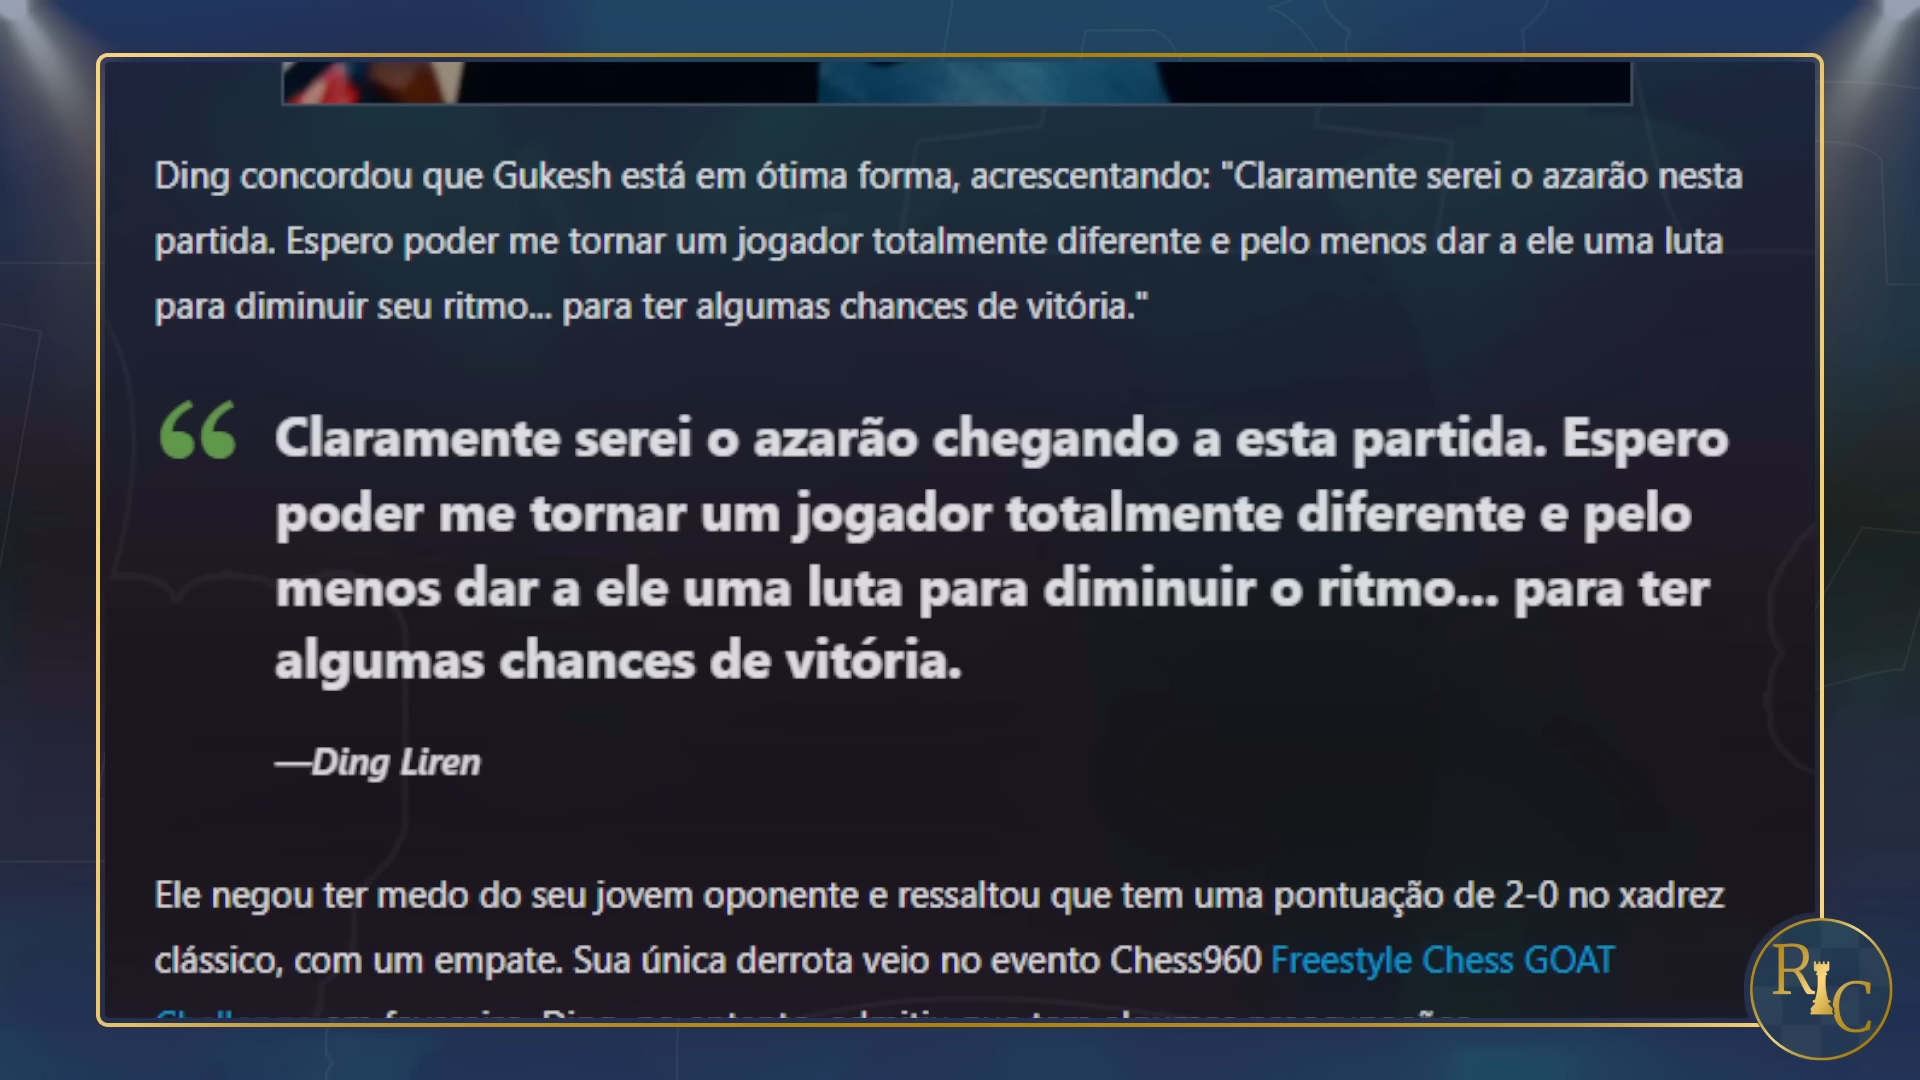 Ding concordou que Gukesh está em ótima forma, acrescentando: "Claramente serei o azarão nesta
partida. Espero poder me tornar um jogador totalmente diferente e pelo menos dar a ele uma luta
para diminuir seu ritmo... para ter algumas chances de vitória."
“ Claramente serei o azarão chegando a esta partida. Espero
poder me tornar um jogador totalmente diferente e pelo
menos dar a ele uma luta para diminuir o ritmo... para ter
algumas chances de vitória.
—Ding Liren
Ele negou ter medo do seu jovem oponente e ressaltou que tem uma pontuação de 2-0 no xadrez
clássico, com um empate. Sua única derrota veio no evento Chess960 Freestyle Chess GOAT
R C